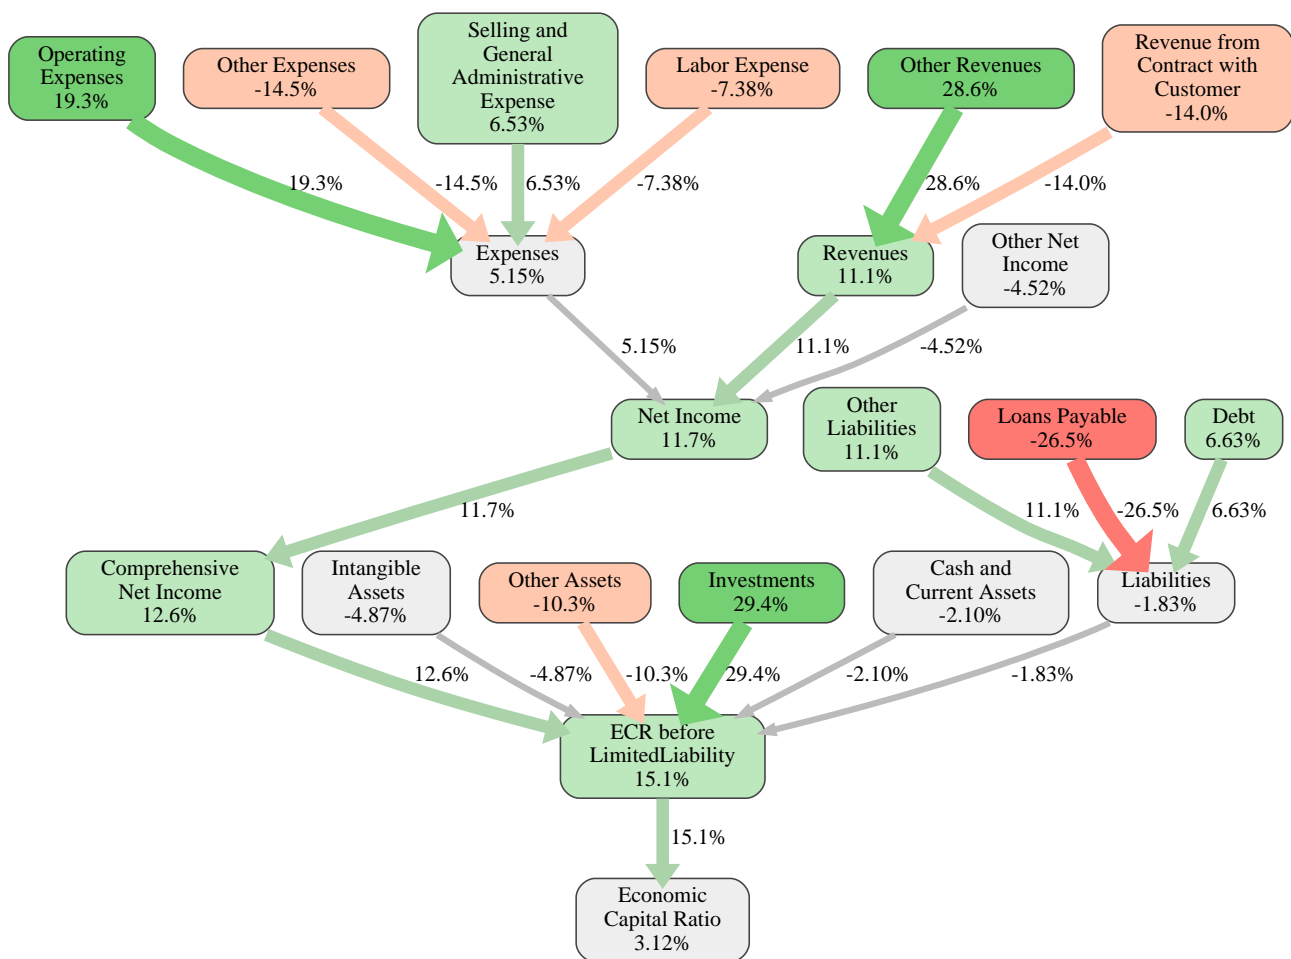 Operating
Expenses
19.3%
Other Expenses
-14.5%
Selling and
General
Administrative
Expense
6.53%
Labor Expense
-7.38%
Other Revenues
28.6%
Revenue from
Contract with
Customer
-14.0%
19.3%
-14.5%
6.53%
-7.38%
28.6%
-14.0%
Expenses
5.15%
Revenues
11.1%
Other Net
Income
-4.52%
5.15%
11.1%
-4.52%
Net Income
11.7%
Other
Liabilities
11.1%
Loans Payable
-26.5%
Debt
6.63%
11.7%
11.1%
-26.5%
6.63%
Comprehensive
Net Income
12.6%
Intangible
Assets
-4.87%
Other Assets
-10.3%
Investments
29.4%
Cash and
Current Assets
-2.10%
Liabilities
-1.83%
12.6%
-4.87%
-10.3%
29.4%
-2.10%
-1.83%
ECR before
LimitedLiability
15.1%
15.1%
Economic
Capital Ratio
3.12%